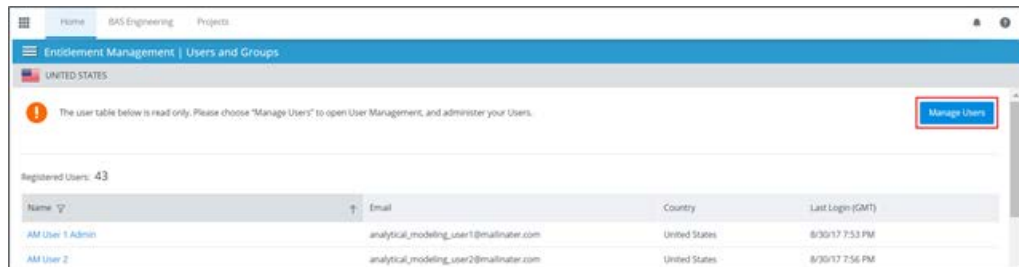 Home BAS Engineering Projects
Entitlement Management | Users and Groups
UNITED STATES
The user table below is read only. Please choose "Manage Users" to open User Management, and administer your Users.
Manage Users
Registered Users: 43
Name Email Country Last Login (GMT)
AM User 1 Admin analytical_modeling_user1@mailinater.com United States 8/30/17 7:53 PM
AM User 2 analytical_modeling_user2@mailinater.com United States 8/30/17 7:56 PM